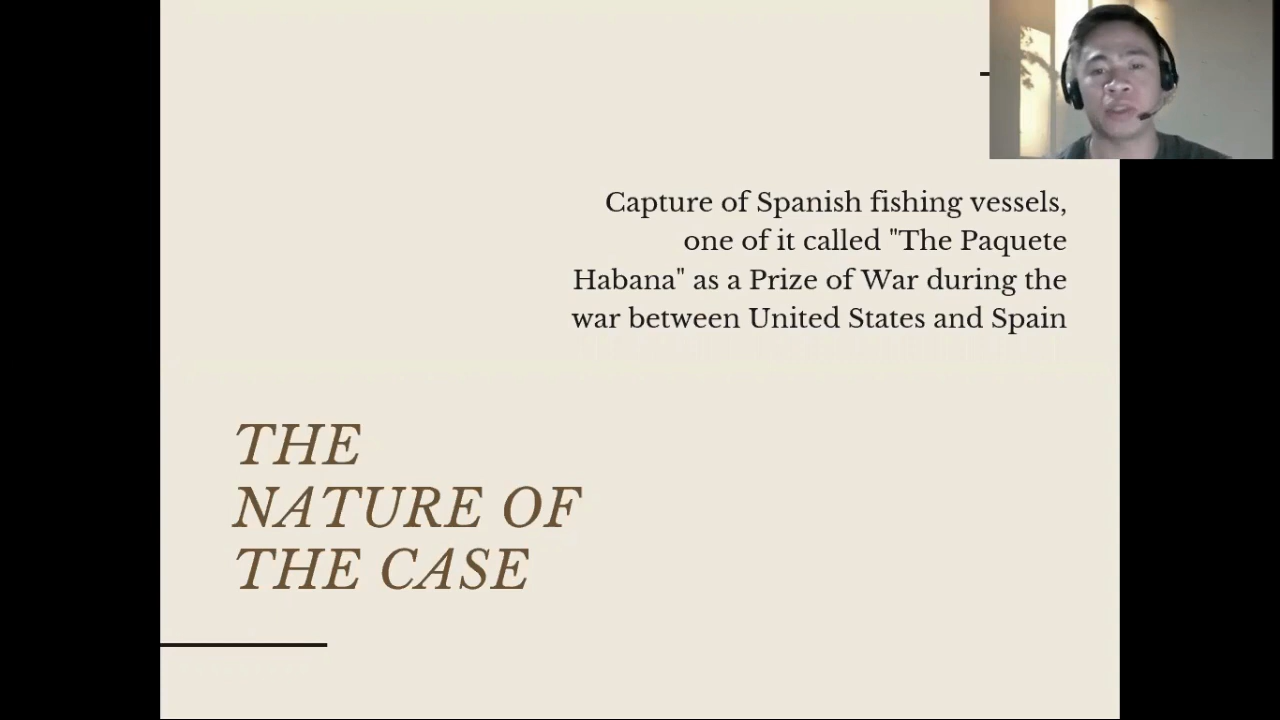 Capture of Spanish fishing vessels,
one of it called "The Paquete
Habana" as a Prize of War during the
war between United States and Spain
THE
NATURE OF
THE CASE